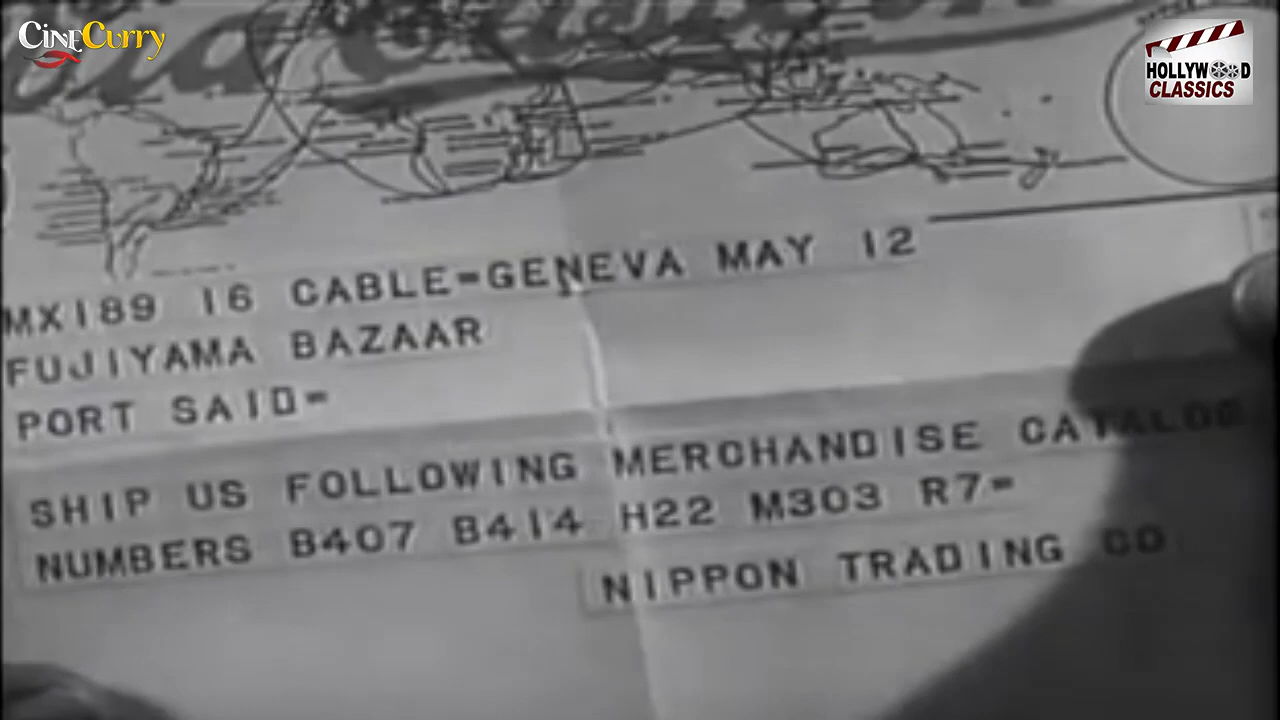 CINECURRY
HOLLYWOOD
CLASSICS
MX189 16 CABLE=GENEVA MAY 12
FUJIYAMA BAZAAR
PORT SAID=
SHIP US FOLLOWING MERCHANDISE CATALOG
NUMBERS B407 B414 H22 M303 R7=
NIPPON TRADING CO